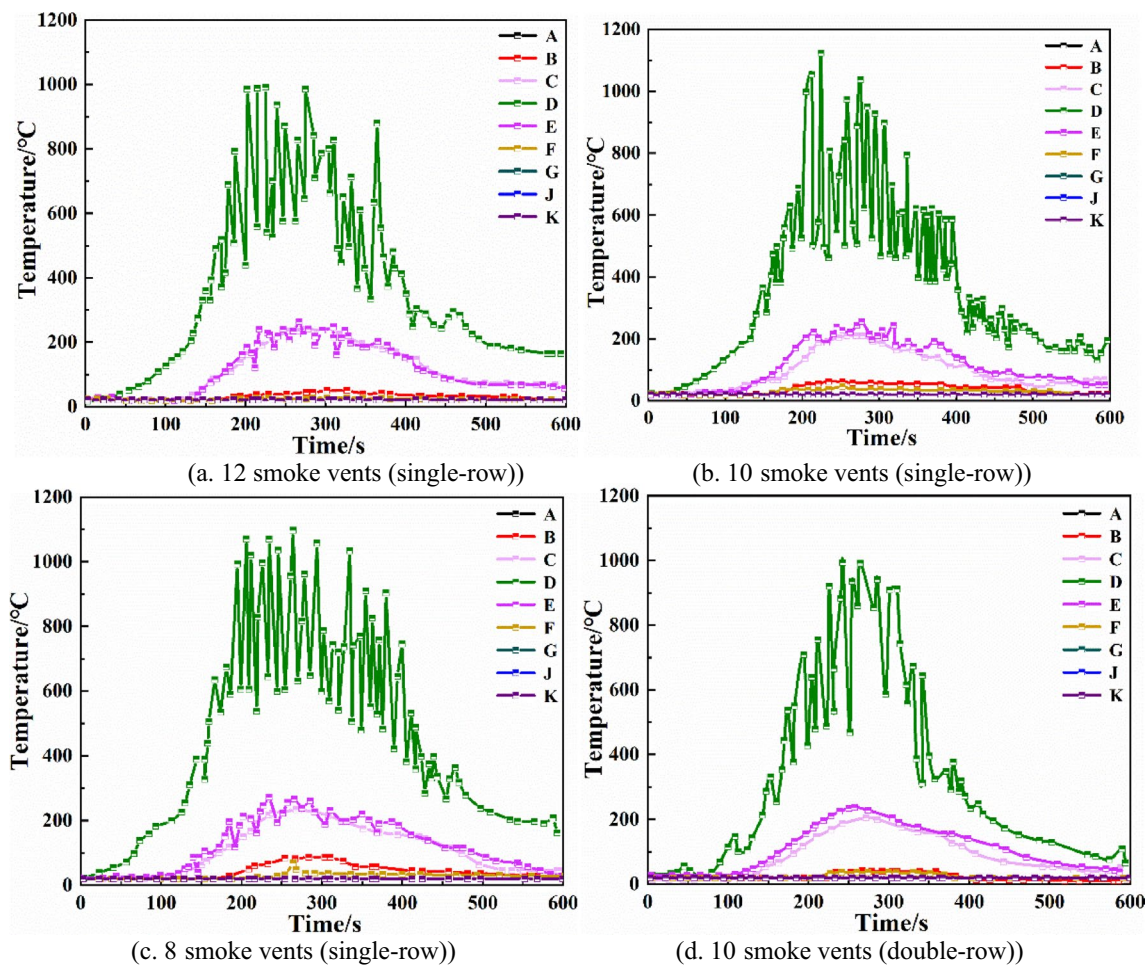 1200
1000
800
600
400
200
0
Temperature/°C
0 100 200 300 400 500 600
Time/s
A
B
C
D
E
F
G
J
K
(a. 12 smoke vents (single-row))
1200
1000
800
600
400
200
0
Temperature/°C
0 100 200 300 400 500 600
Time/s
A
B
C
D
E
F
G
J
K
(b. 10 smoke vents (single-row)
1200
1000
800
600
400
200
0
Temperature/°C
0 100 200 300 400 500 600
Time/s
A
B
C
D
E
F
G
J
K
(c. 8 smoke vents (single-row))
1200
1000
800
600
400
200
0
Temperature/°C
0 100 200 300 400 500 600
Time/s
A
B
C
D
E
F
G
J
K
(d. 10 smoke vents (double-row))